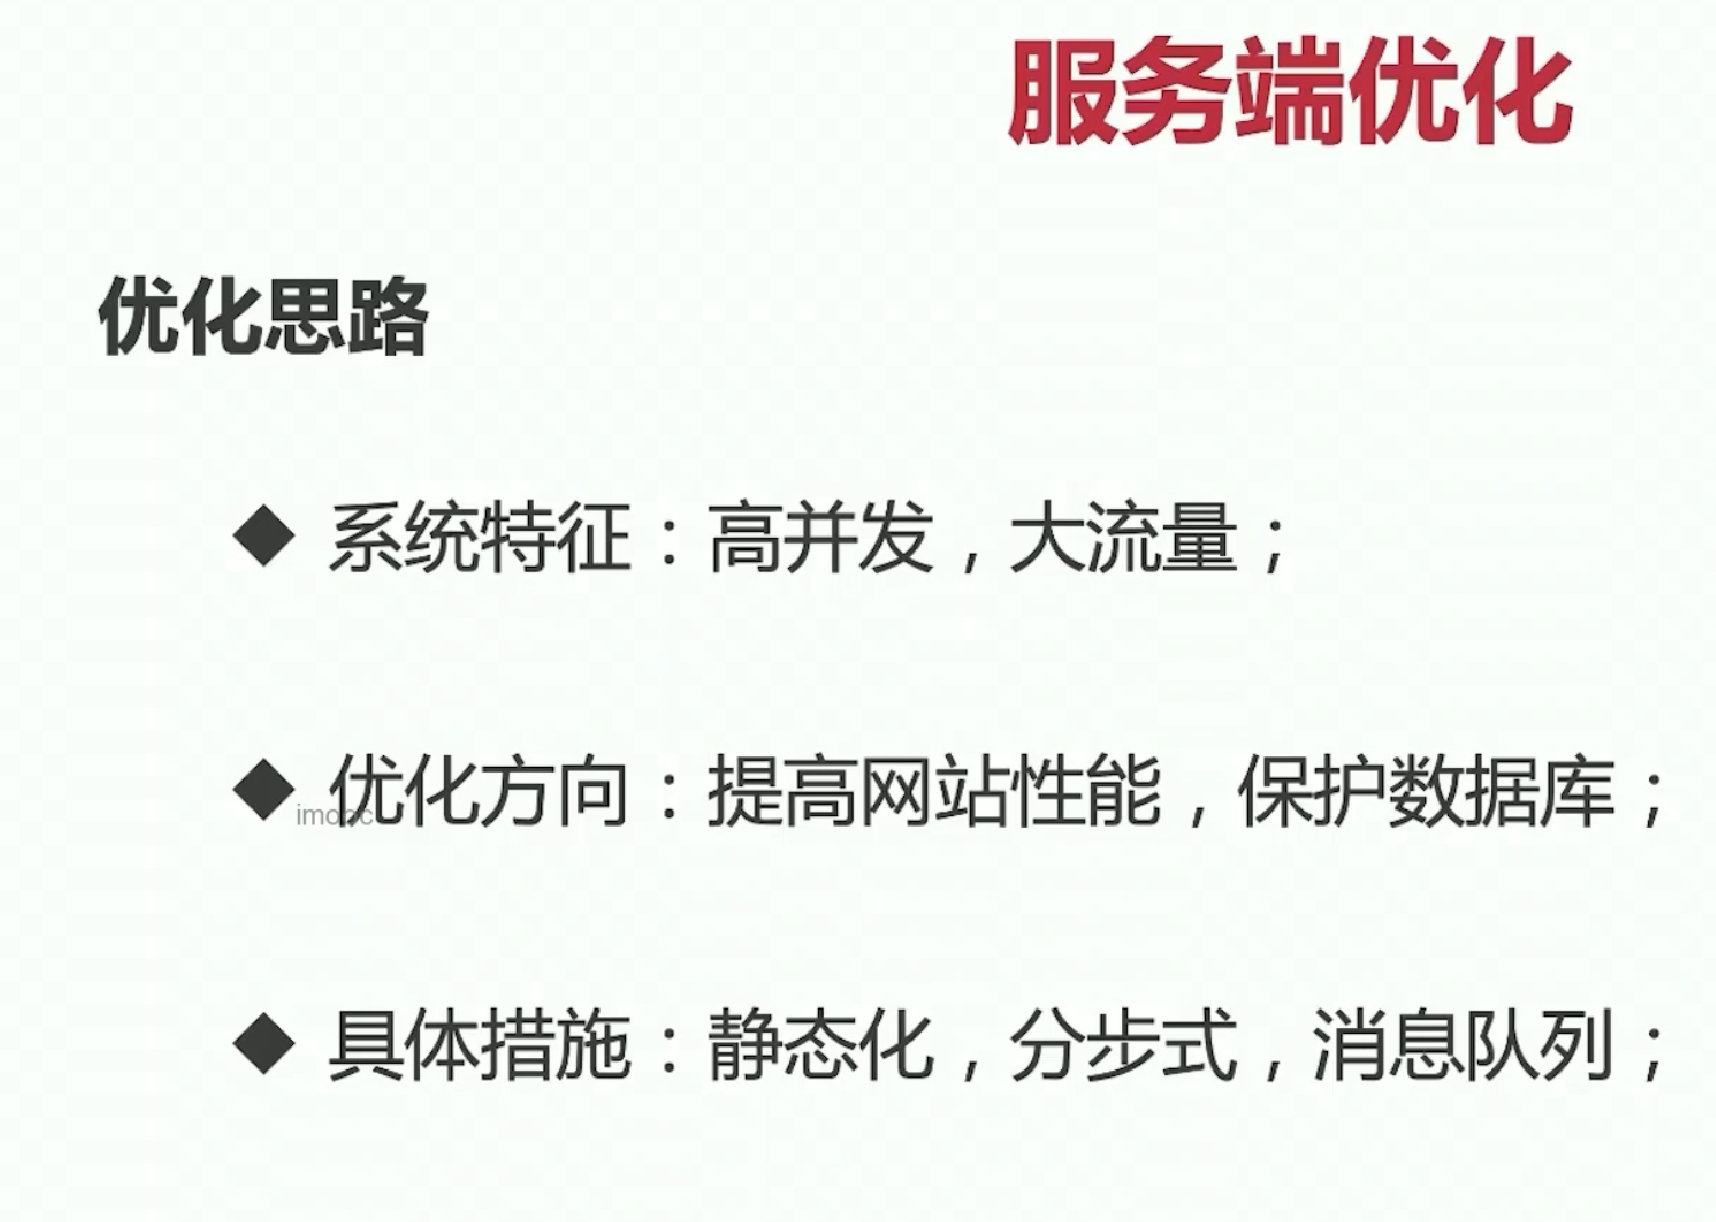 服务端优化
优化思路
◆ 系统特征：高并发，大流量；
◆ 优化方向：提高网站性能，保护数据库；
imooc
◆ 具体措施：静态化，分步式，消息队列；